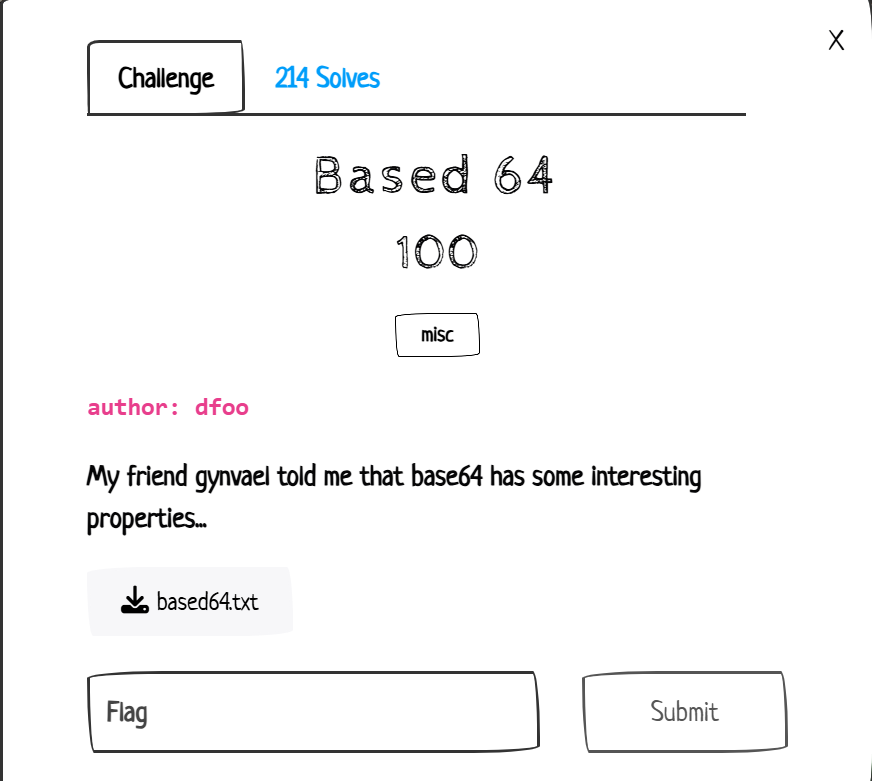 X
Challenge
214 Solves
Based 64
100
misc
author: dfoo
My friend gynvael told me that base64 has some interesting
properties...
based64.txt
Flag
Submit